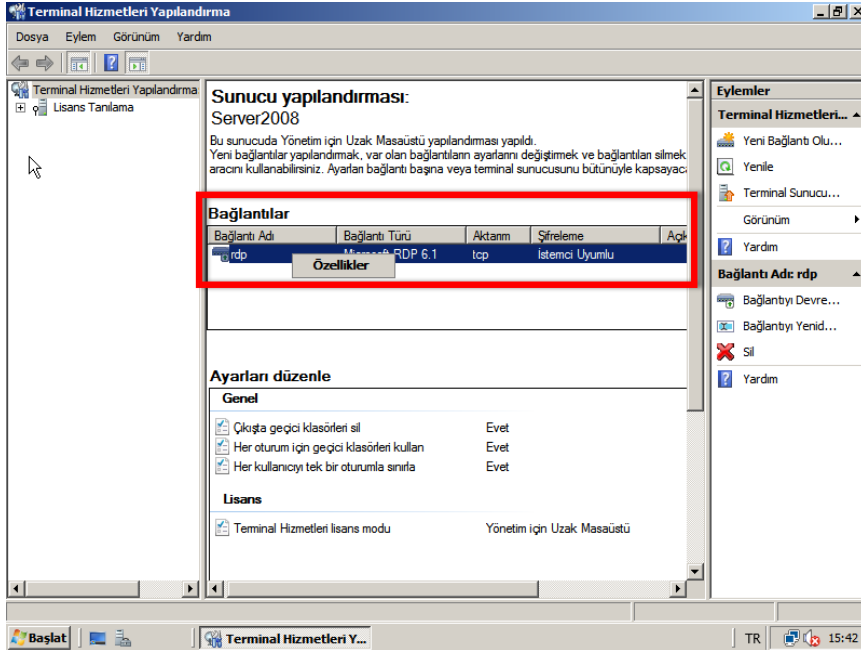 Terminal Hizmetleri Yapılandırma
Dosya Eylem Görünüm Yardım
Terminal Hizmetleri Yapılandırma
Lisans Tanılama
Sunucu yapılandırması:
Server2008
Bu sunucuda Yönetim için Uzak Masaüstü yapılandırması yapıldı.
Yeni bağlantılar yapılandırmak, var olan bağlantıların ayarlarını değiştirmek ve bağlantıları silmek
aracını kullanabilirsiniz. Ayarları bağlantı başına veya terminal sunucusunu bütünüyle kapsayaca
Bağlantılar
Bağlantı Adı Bağlantı Türü Aktarım Şifreleme Açık
rdp Microsoft RDP 6.1 tcp İstemci Uyumlu
Özellikler
Ayarları düzenle
Genel
Çıkışta geçici klasörleri sil Evet
Her oturum için geçici klasörleri kullan Evet
Her kullanıcıyı tek bir oturumla sınırla Evet
Lisans
Terminal Hizmetleri lisans modu Yönetim için Uzak Masaüstü
Eylemler
Terminal Hizmetleri...
Yeni Bağlantı Olu...
Yenile
Terminal Sunucu...
Görünüm
Yardım
Bağlantı Adı: rdp
Bağlantıyı Devre...
Bağlantıyı Yenid...
Sil
Yardım
Başlat
Terminal Hizmetleri Y...
TR
15:42